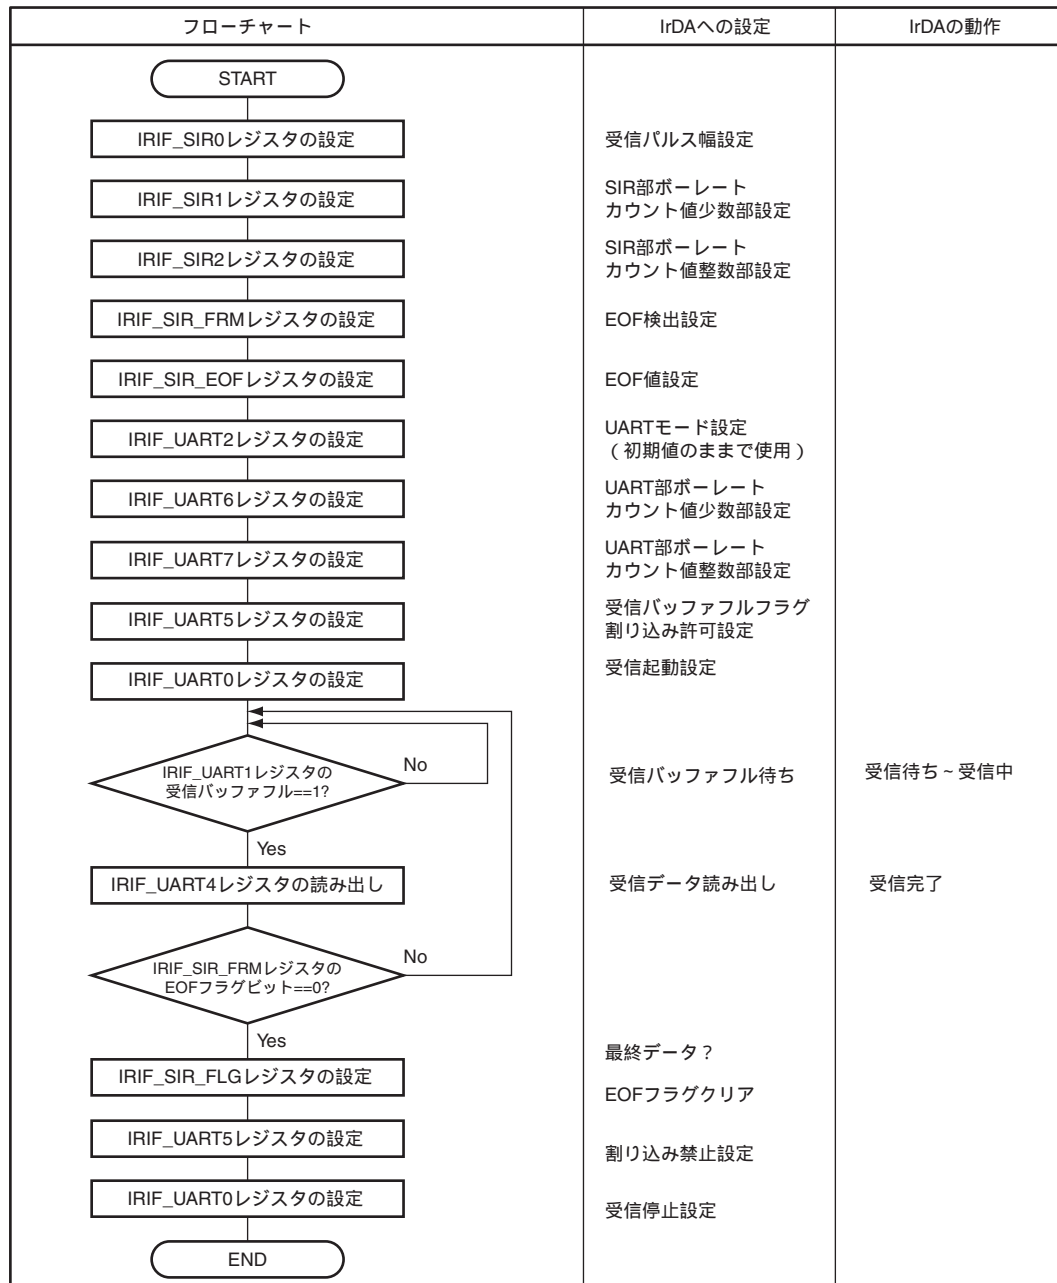 フローチャート
IrDAへの設定
IrDAの動作
START
IRIF_SIR0レジスタの設定
受信パルス幅設定
IRIF_SIR1レジスタの設定
SIR部ボーレート
カウント値少数部設定
IRIF_SIR2レジスタの設定
SIR部ボーレート
カウント値整数部設定
IRIF_SIR_FRMレジスタの設定
EOF検出設定
IRIF_SIR_EOFレジスタの設定
EOF値設定
IRIF_UART2レジスタの設定
UARTモード設定
(初期値のままで使用)
IRIF_UART6レジスタの設定
UART部ボーレート
カウント値少数部設定
IRIF_UART7レジスタの設定
UART部ボーレート
カウント値整数部設定
IRIF_UART5レジスタの設定
受信バッファフルフラグ
割り込み許可設定
IRIF_UART0レジスタの設定
受信起動設定
IRIF_UART1レジスタの
受信バッファフル==1?
No
受信バッファフル待ち
受信待ち~受信中
Yes
IRIF_UART4レジスタの読み出し
受信データ読み出し
受信完了
IRIF_SIR_FRMレジスタの
EOFフラグビット==0?
No
Yes
最終データ?
IRIF_SIR_FLGレジスタの設定
EOFフラグクリア
IRIF_UART5レジスタの設定
割り込み禁止設定
IRIF_UART0レジスタの設定
受信停止設定
END